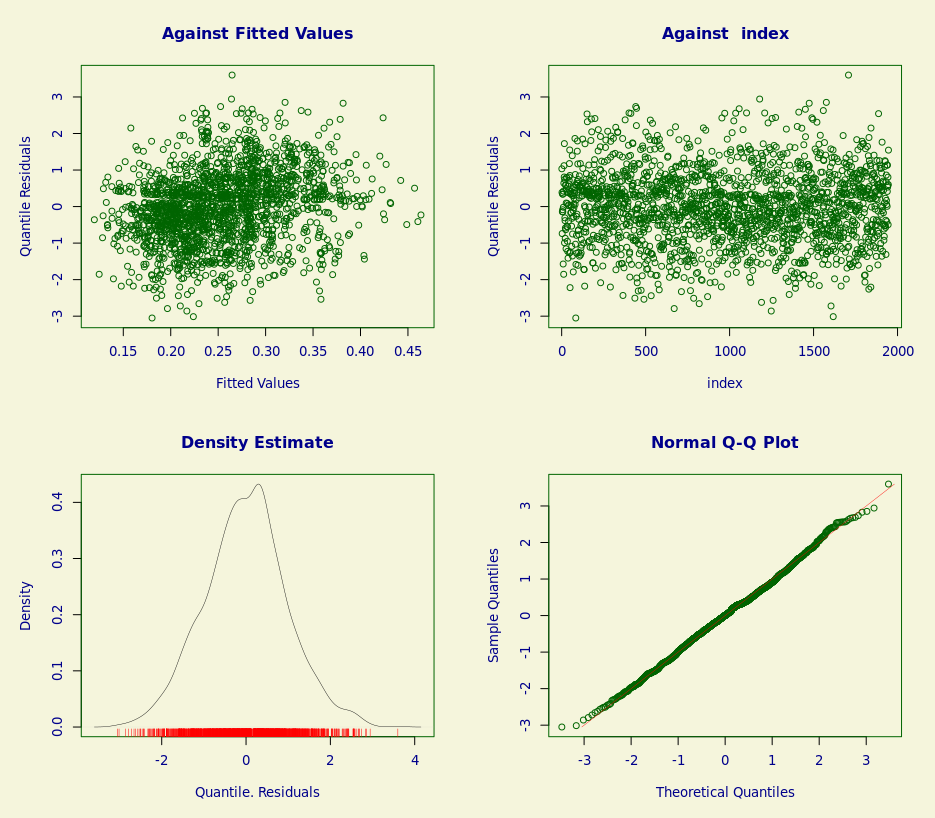 Against Fitted Values
Quantile Residuals
3
2
1
0
-1
-2
-3
0.15 0.20 0.25 0.30 0.35 0.40 0.45
Fitted Values
Against  index
Quantile Residuals
3
2
1
0
-1
-2
-3
0 500 1000 1500 2000
index
Density Estimate
Density
0.4
0.3
0.2
0.1
0.0
-2 0 2 4
Quantile. Residuals
Normal Q-Q Plot
Sample Quantiles
3
2
1
0
-1
-2
-3
-3 -2 -1 0 1 2 3
Theoretical Quantiles